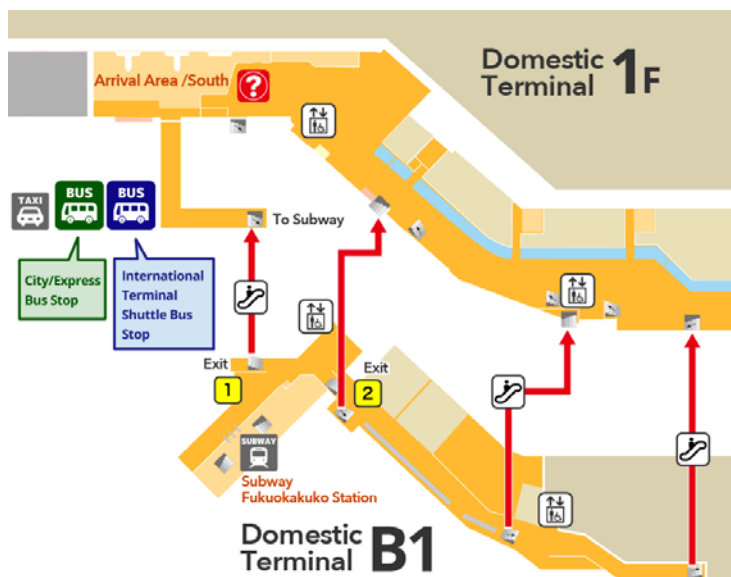 Domestic
Terminal 1F
Arrival Area /South
?
TAXI
BUS
BUS
To Subway
City/Express
Bus Stop
International
Terminal
Shuttle Bus
Stop
Exit
1
Exit
2
SUBWAY
Subway
Fukuokakuko Station
Domestic
Terminal B1